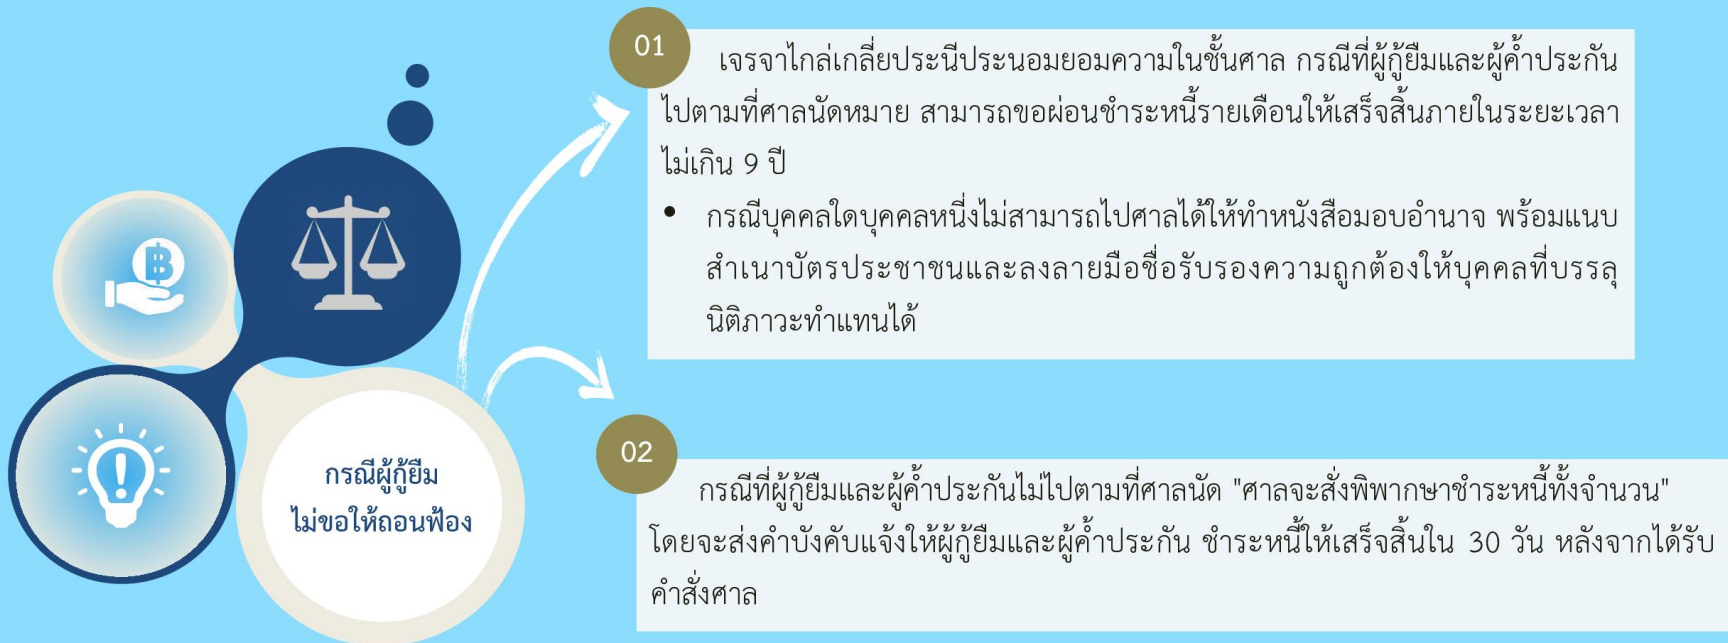 01
เจรจาไกล่เกลี่ยประนีประนอมยอมความในชั้นศาล กรณีที่ผู้กู้ยืมและผู้ค้ำประกัน
ไปตามที่ศาลนัดหมาย สามารถขอผ่อนชำระหนี้รายเดือนให้เสร็จสิ้นภายในระยะเวลา
ไม่เกิน 9 ปี
• กรณีบุคคลใดบุคคลหนึ่งไม่สามารถไปศาลได้ให้ทำหนังสือมอบอำนาจ พร้อมแนบ
สำเนาบัตรประชาชนและลงลายมือชื่อรับรองความถูกต้องให้บุคคลที่บรรลุ
นิติภาวะทำแทนได้
กรณีผู้กู้ยืม
ไม่ขอให้ถอนฟ้อง
02
กรณีที่ผู้กู้ยืมและผู้ค้ำประกันไม่ไปตามที่ศาลนัด "ศาลจะสั่งพิพากษาชำระหนี้ทั้งจำนวน"
โดยจะส่งคำบังคับแจ้งให้ผู้กู้ยืมและผู้ค้ำประกัน ชำระหนี้ให้เสร็จสิ้นใน 30 วัน หลังจากได้รับ
คำสั่งศาล